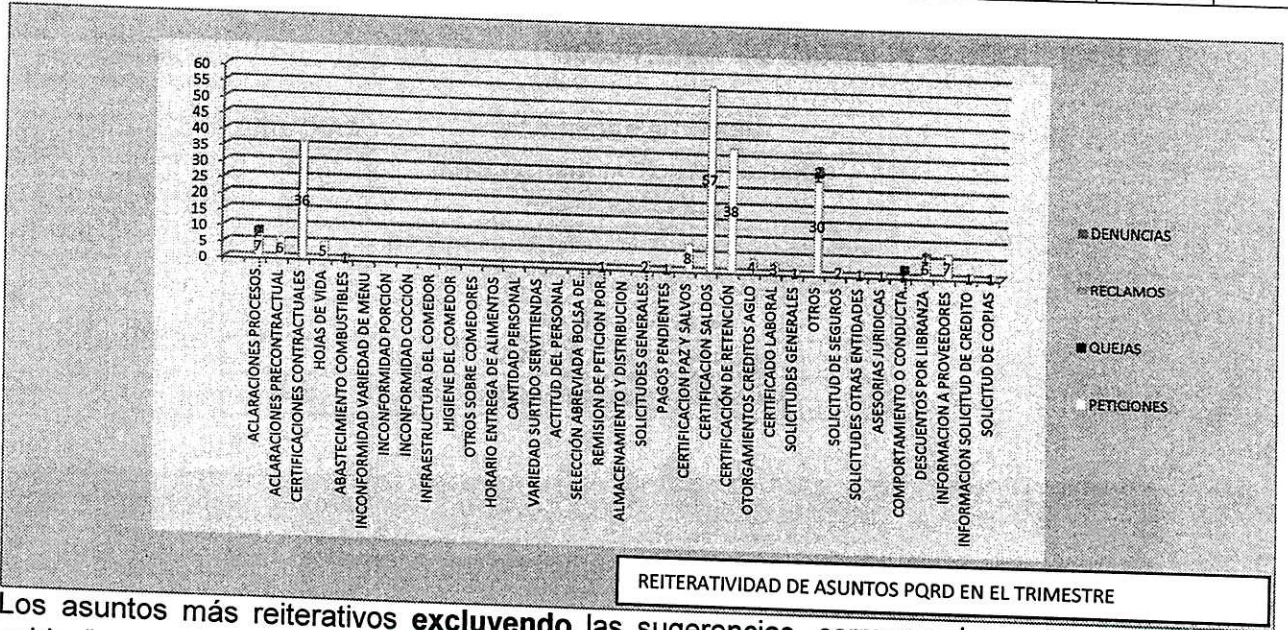 60
55
50
45
40
35
30
25
20
15
10
5
0
7
6
36
5
1
1
2
1
8
57
38
4
3
1
30
2
1
1
6
7
1
1
ACLARACIONES PROCESOS...
ACLARACIONES PRECONTRACTUAL
CERTIFICACIONES CONTRACTUALES
HOJAS DE VIDA
ABASTECIMIENTO COMBUSTIBLES
INCONFORMIDAD VARIEDAD DE MENU
INCONFORMIDAD PORCIÓN
INCONFORMIDAD COCCIÓN
INFRAESTRUCTURA DEL COMEDOR
HIGIENE DEL COMEDOR
OTROS SOBRE COMEDORES
HORARIO ENTREGA DE ALIMENTOS
CANTIDAD PERSONAL
VARIEDAD SURTIDO SERVITIENDAS
ACTITUD DEL PERSONAL
SELECCIÓN ABREVIADA BOLSA DE...
REMISION DE PETICION POR...
ALMACENAMIENTO Y DISTRIBUCION
SOLICITUDES GENERALES
PAGOS PENDIENTES
CERTIFICACION PAZ Y SALVOS
CERTIFICACION SALDOS
CERTIFICACIÓN DE RETENCIÓN
OTORGAMIENTOS CREDITOS AGLO
CERTIFICADO LABORAL
SOLICITUDES GENERALES
OTROS
SOLICITUD DE SEGUROS
SOLICITUDES OTRAS ENTIDADES
ASESORIAS JURIDICAS
COMPORTAMIENTO O CONDUCTA
DESCUENTOS POR LIBRANZA
INFORMACION A PROVEEDORES
INFORMACION SOLICITUD DE CREDITO
SOLICITUD DE COPIAS
DENUNCIAS
RECLAMOS
QUEJAS
PETICIONES
REITERATIVIDAD DE ASUNTOS PQRD EN EL TRIMESTRE
Los asuntos más reiterativos excluyendo las sugerencias,